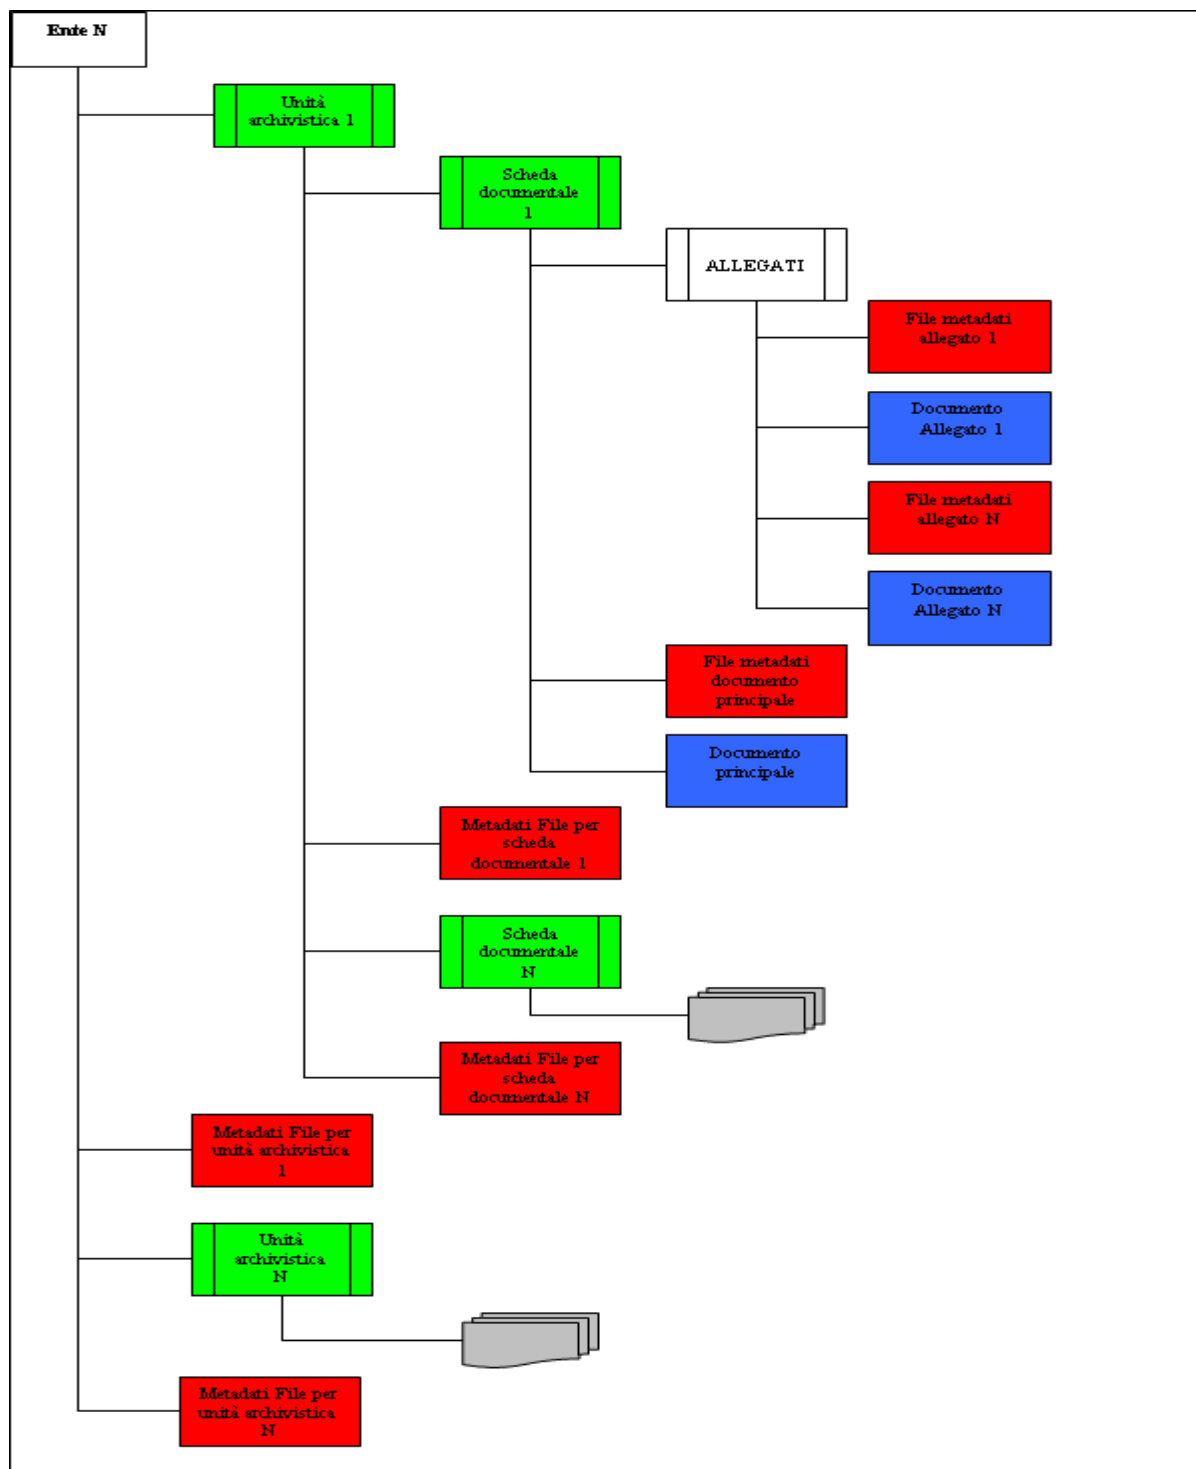 Ente N
Unità
archivistica 1
Scheda
documentale
1
ALLEGATI
File metadati
allegato 1
Documento
Allegato 1
File metadati
allegato N
Documento
Allegato N
File metadati
documento
principale
Documento
principale
Metadati File per
scheda
documentale 1
Scheda
documentale
N
Metadati File per
scheda
documentale N
Metadati File per
unità archivistica
1
Unità
archivistica
N
Metadati File per
unità archivistica
N